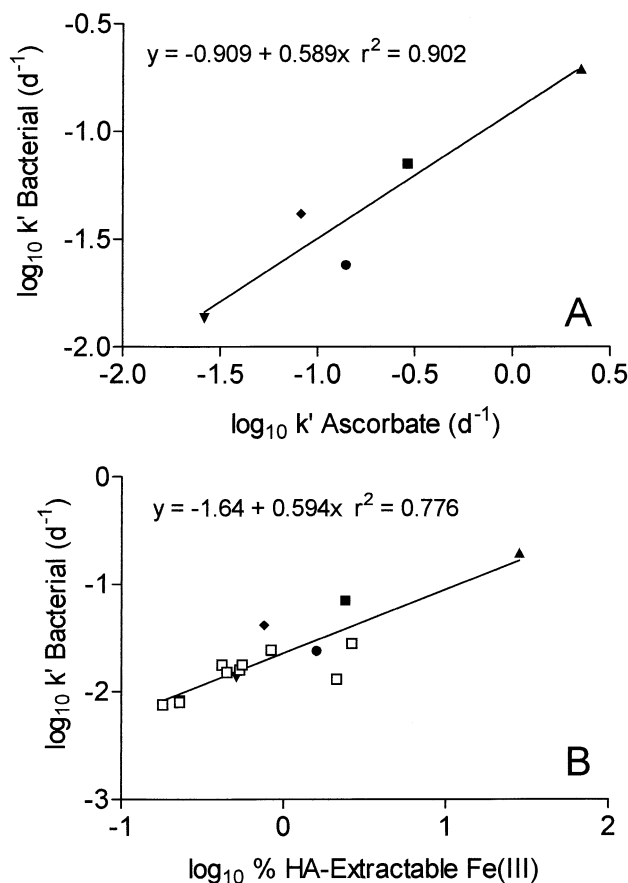 y = -0.909 + 0.589x r² = 0.902
log₁₀ k' Bacterial (d⁻¹)
-0.5
-1.0
-1.5
-2.0
-2.0 -1.5 -1.0 -0.5 0.0 0.5
A
log₁₀ k' Ascorbate (d⁻¹)
y = -1.64 + 0.594x r² = 0.776
log₁₀ k' Bacterial (d⁻¹)
0
-1
-2
-3
-1 0 1 2
B
log₁₀ % HA-Extractable Fe(III)